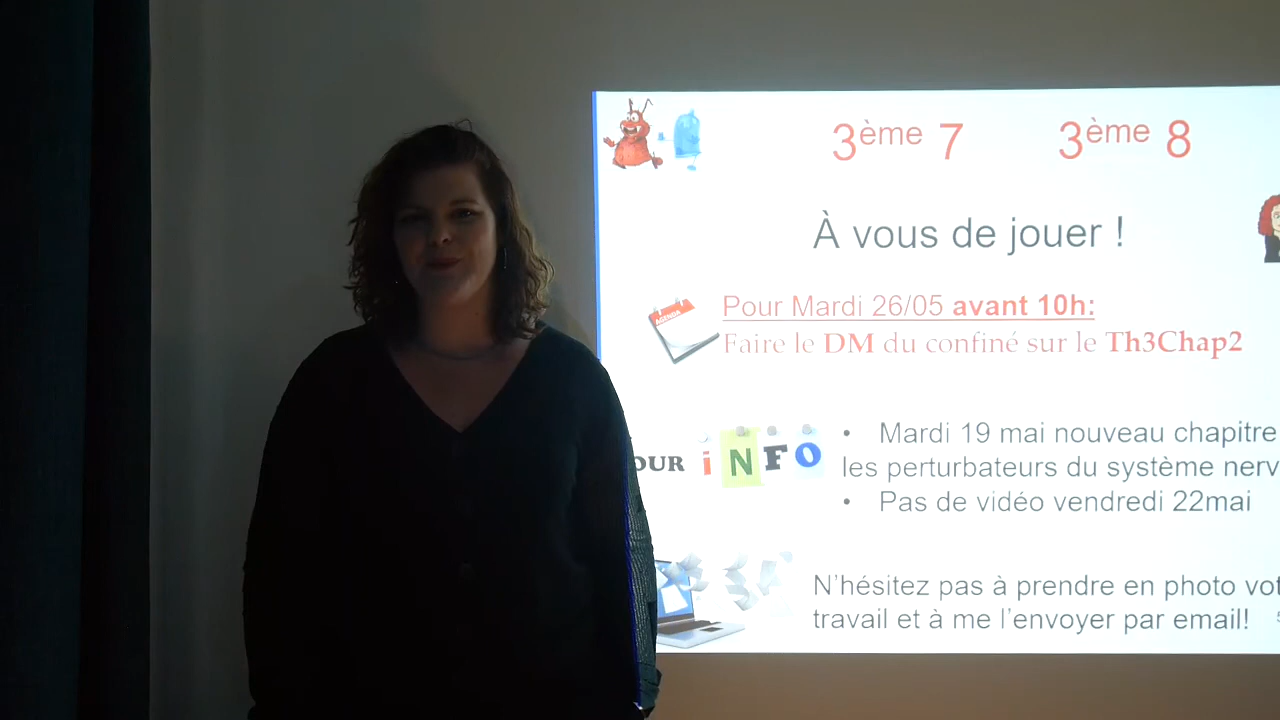 3ème 7 3ème 8
À vous de jouer !
AGENDA
Pour Mardi 26/05 avant 10h:
Faire le DM du confiné sur le Th3Chap2
OUR iNFO
• Mardi 19 mai nouveau chapitre
les perturbateurs du système nerv
• Pas de vidéo vendredi 22mai
N'hésitez pas à prendre en photo vot
travail et à me l'envoyer par email!